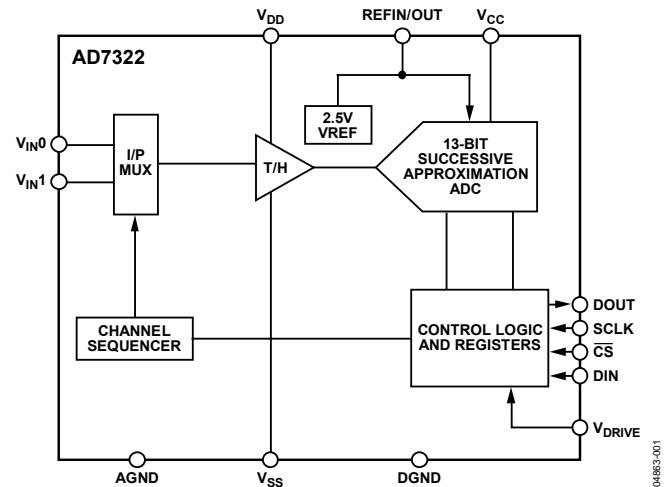 V_DD
REFIN/OUT
V_CC
AD7322
V_IN0
V_IN1
I/P
MUX
T/H
2.5V
VREF
13-BIT
SUCCESSIVE
APPROXIMATION
ADC
CHANNEL
SEQUENCER
CONTROL LOGIC
AND REGISTERS
DOUT
SCLK
C̅S̅
DIN
V_DRIVE
AGND
V_SS
DGND
04863-001